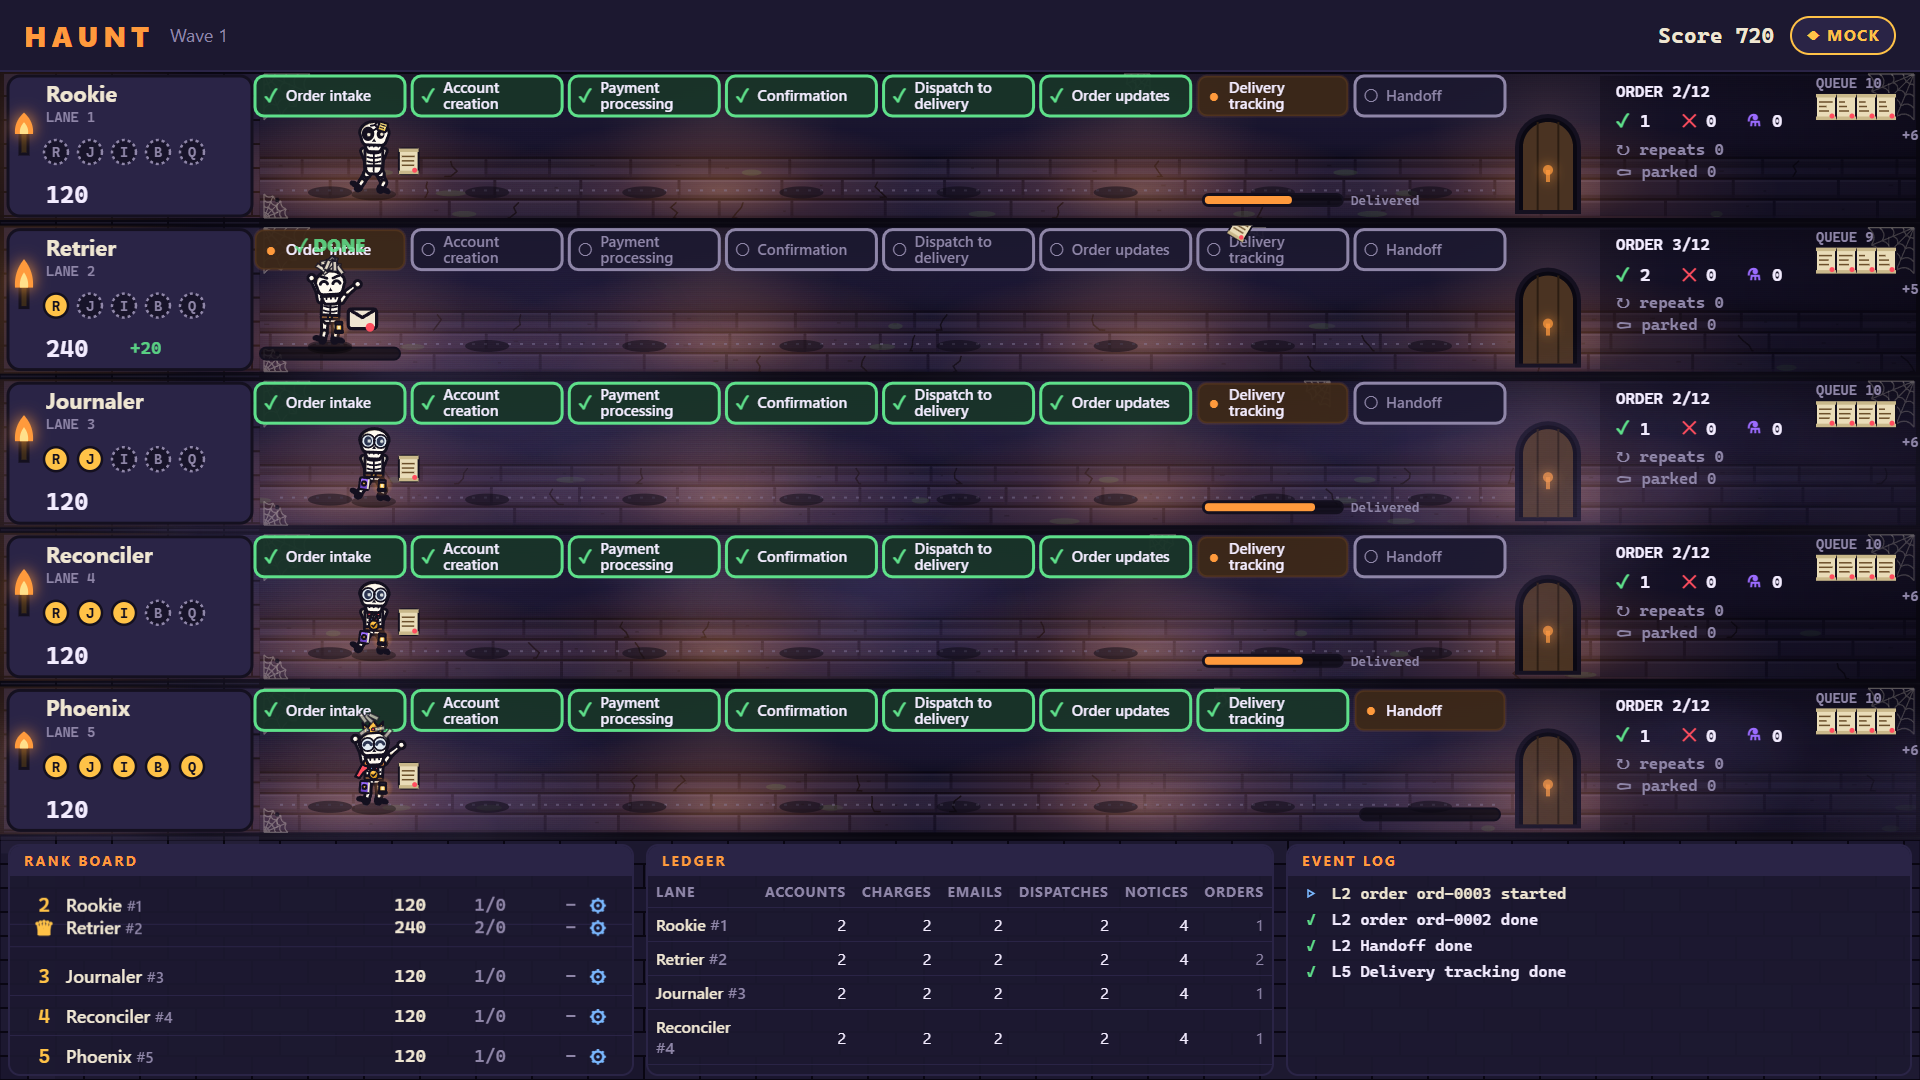 HAUNT Wave 1
Score 720 MOCK
Rookie
LANE 1
R J I B Q
120
Order intake
Account creation
Payment processing
Confirmation
Dispatch to delivery
Order updates
Delivery tracking
Handoff
Delivered
ORDER 2/12
✓ 1 ✕ 0 0
↻ repeats 0
parked 0
QUEUE 10
+6
Retrier
LANE 2
R J I B Q
240 +20
Order intake
✓ DONE
Account creation
Payment processing
Confirmation
Dispatch to delivery
Order updates
Delivery tracking
Handoff
ORDER 3/12
✓ 2 ✕ 0 0
↻ repeats 0
parked 0
QUEUE 9
+5
Journaler
LANE 3
R J I B Q
120
Order intake
Account creation
Payment processing
Confirmation
Dispatch to delivery
Order updates
Delivery tracking
Handoff
Delivered
ORDER 2/12
✓ 1 ✕ 0 0
↻ repeats 0
parked 0
QUEUE 10
+6
Reconciler
LANE 4
R J I B Q
120
Order intake
Account creation
Payment processing
Confirmation
Dispatch to delivery
Order updates
Delivery tracking
Handoff
Delivered
ORDER 2/12
✓ 1 ✕ 0 0
↻ repeats 0
parked 0
QUEUE 10
+6
Phoenix
LANE 5
R J I B Q
120
Order intake
Account creation
Payment processing
Confirmation
Dispatch to delivery
Order updates
Delivery tracking
Handoff
ORDER 2/12
✓ 1 ✕ 0 0
↻ repeats 0
parked 0
QUEUE 10
+6
RANK BOARD
2 Rookie #1 120 1/0 –
Retrier #2 240 2/0 –
3 Journaler #3 120 1/0 –
4 Reconciler #4 120 1/0 –
5 Phoenix #5 120 1/0 –
LEDGER
LANE ACCOUNTS CHARGES EMAILS DISPATCHES NOTICES ORDERS
Rookie #1 2 2 2 2 4 1
Retrier #2 2 2 2 2 4 2
Journaler #3 2 2 2 2 4 1
Reconciler #4 2 2 2 2 4 1
EVENT LOG
L2 order ord-0003 started
✓ L2 order ord-0002 done
✓ L2 Handoff done
✓ L5 Delivery tracking done